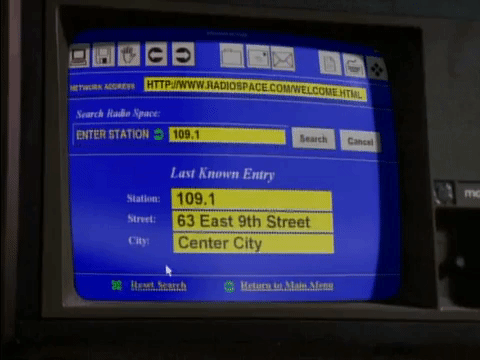 NETWORK ADDRESS HTTP://WWW.RADIOSPACE.COM/WELCOME.HTML
Search Radio Space:
ENTER STATION 109.1 Search Cancel
Last Known Entry
Station: 109.1
Street: 63 East 9th Street
City: Center City
Reset Search Return to Main Menu